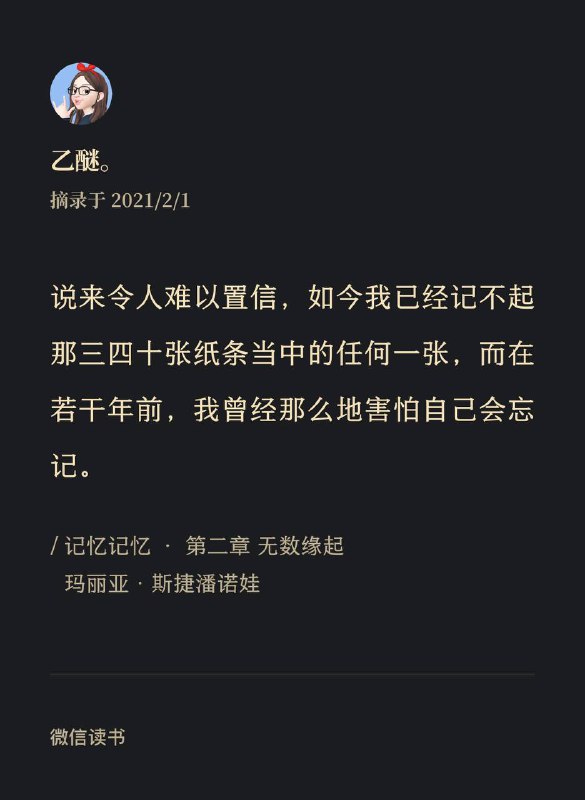 乙醚。
摘录于 2021/2/1
说来令人难以置信，如今我已经记不起
那三四十张纸条当中的任何一张，而在
若干年前，我曾经那么地害怕自己会忘
记。
/ 记忆记忆 · 第二章 无数缘起
玛丽亚·斯捷潘诺娃
微信读书